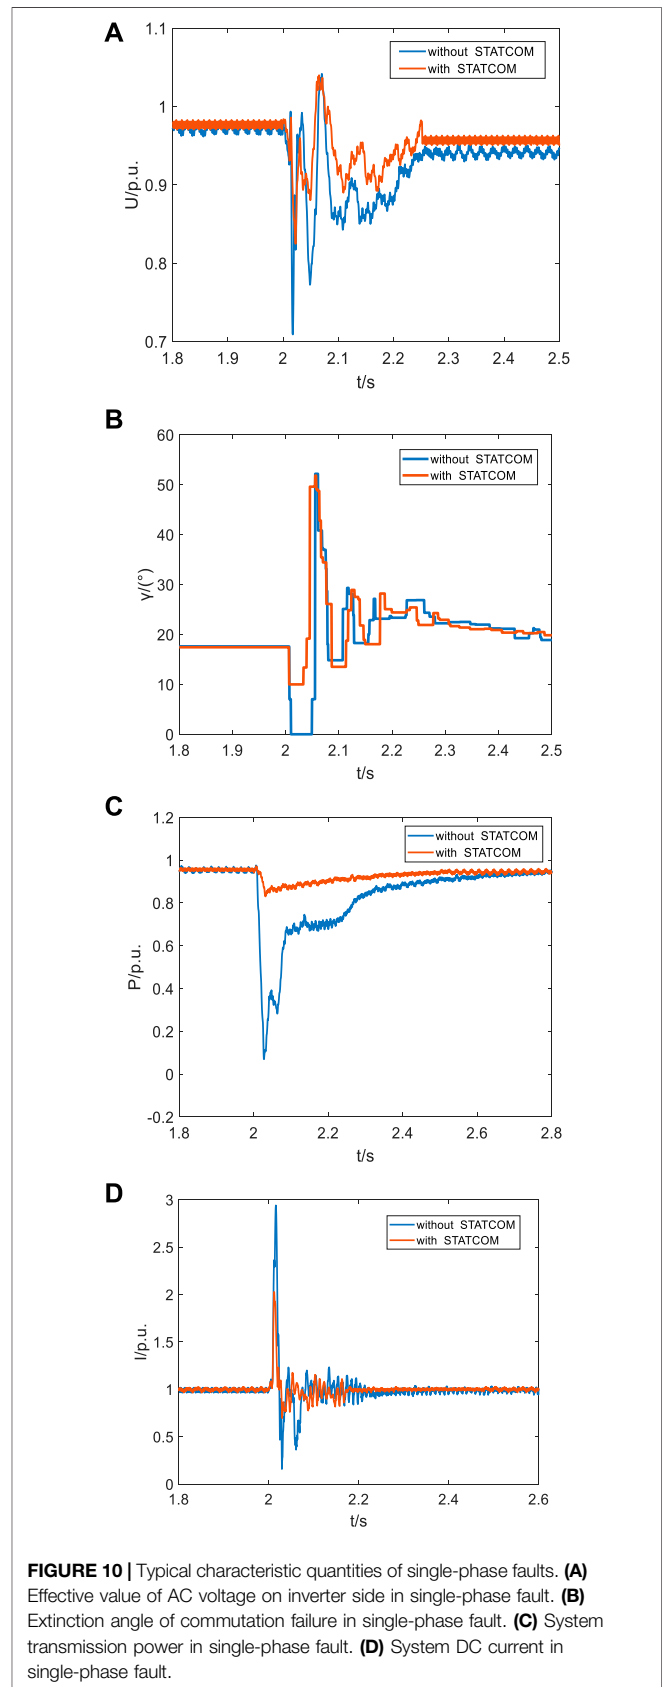 A
1.1
1
0.9
0.8
0.7
U/p.u.
without STATCOM
with STATCOM
1.8 1.9 2 2.1 2.2 2.3 2.4 2.5
t/s
B
60
50
40
30
20
10
0
γ/(°)
without STATCOM
with STATCOM
1.8 1.9 2 2.1 2.2 2.3 2.4 2.5
t/s
C
1.2
1
0.8
0.6
0.4
0.2
0
-0.2
P/p.u.
without STATCOM
with STATCOM
1.8 2 2.2 2.4 2.6 2.8
t/s
D
3
2.5
2
1.5
1
0.5
0
I/p.u.
without STATCOM
with STATCOM
1.8 2 2.2 2.4 2.6
t/s
FIGURE 10 | Typical characteristic quantities of single-phase faults. (A)
Effective value of AC voltage on inverter side in single-phase fault. (B)
Extinction angle of commutation failure in single-phase fault. (C) System
transmission power in single-phase fault. (D) System DC current in
single-phase fault.